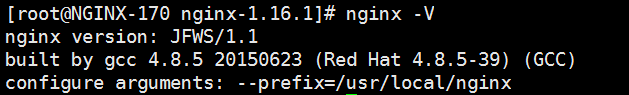 [root@NGINX-170 nginx-1.16.1]# nginx -V
nginx version: JFWS/1.1
built by gcc 4.8.5 20150623 (Red Hat 4.8.5-39) (GCC)
configure arguments: --prefix=/usr/local/nginx